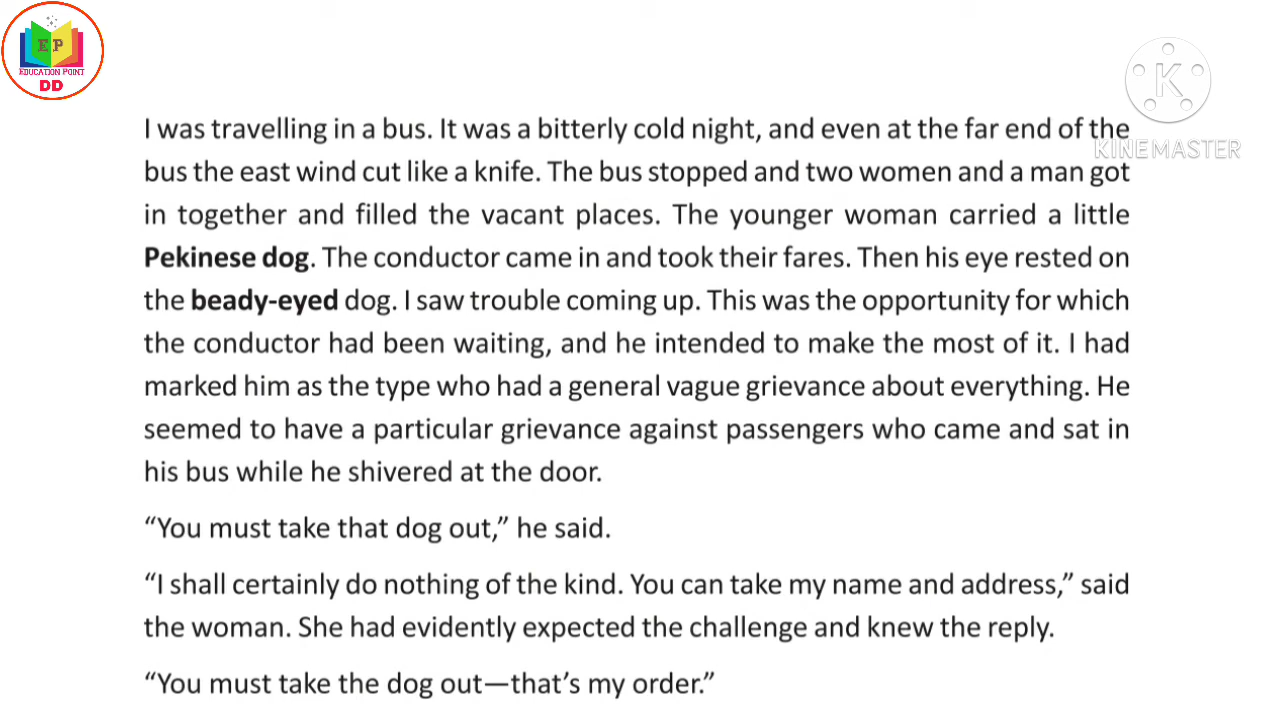 EP
EDUCATION POINT
DD
K
KINEMASTER
I was travelling in a bus. It was a bitterly cold night, and even at the far end of the
bus the east wind cut like a knife. The bus stopped and two women and a man got
in together and filled the vacant places. The younger woman carried a little
Pekinese dog. The conductor came in and took their fares. Then his eye rested on
the beady-eyed dog. I saw trouble coming up. This was the opportunity for which
the conductor had been waiting, and he intended to make the most of it. I had
marked him as the type who had a general vague grievance about everything. He
seemed to have a particular grievance against passengers who came and sat in
his bus while he shivered at the door.
“You must take that dog out,” he said.
“I shall certainly do nothing of the kind. You can take my name and address,” said
the woman. She had evidently expected the challenge and knew the reply.
“You must take the dog out—that’s my order.”